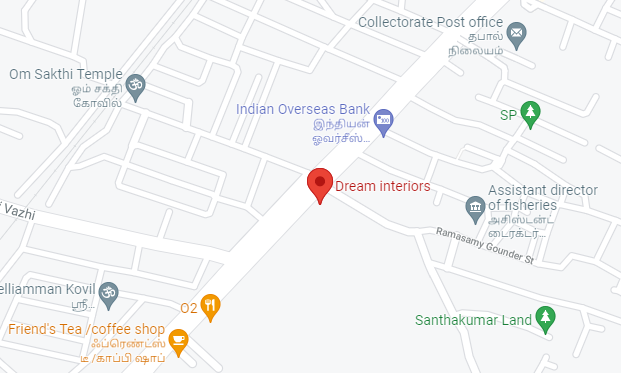 Collectorate Post office
தபால்
நிலையம்
Om Sakthi Temple
ஓம் சக்தி
கோவில்
Indian Overseas Bank
இந்தியன்
ஓவர்சீஸ்...
SP
Dream interiors
Assistant director
of fisheries
அசிஸ்டன்ட்
டைரக்டர்...
i Vazhi
Ramasamy Gounder St
elliamman Kovil
ஸ்ரீ...
O2
Santhakumar Land
Friend's Tea /coffee shop
ஃப்ரெண்ட்ஸ்
டீ /காப்பி ஷாப்